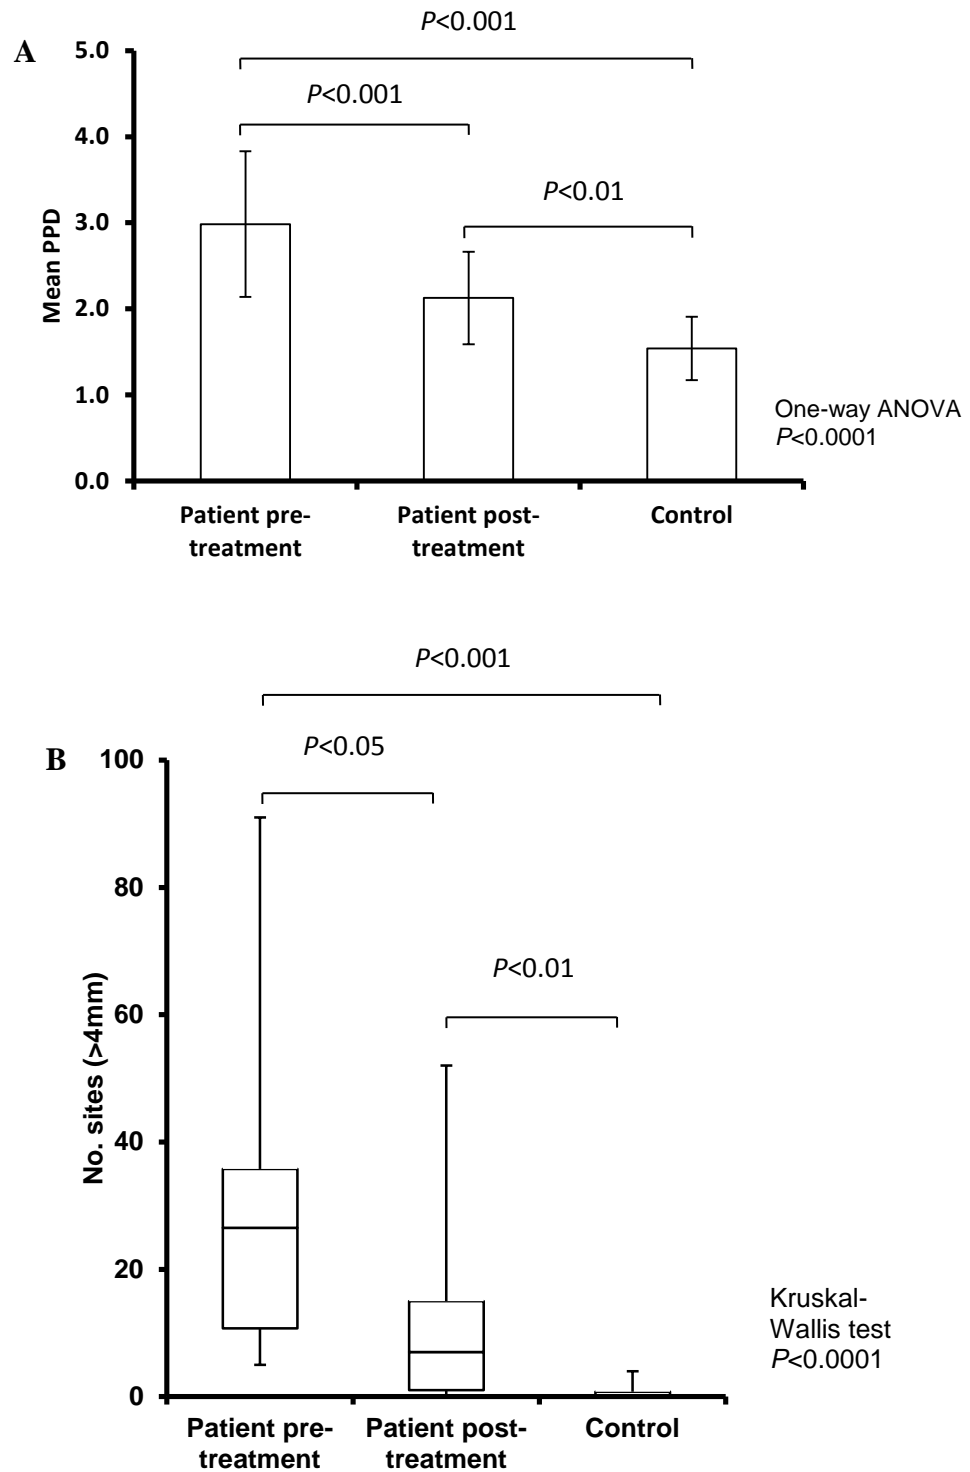 P<0.001
A
5.0
P<0.001
4.0
P<0.01
3.0
Mean PPD
2.0
1.0
One-way ANOVA
P<0.0001
0.0
Patient pre-
treatment
Patient post-
treatment
Control
P<0.001
B
100
P<0.05
80
P<0.01
60
No. sites (>4mm)
40
20
Kruskal-
Wallis test
P<0.0001
0
Patient pre-
treatment
Patient post-
treatment
Control